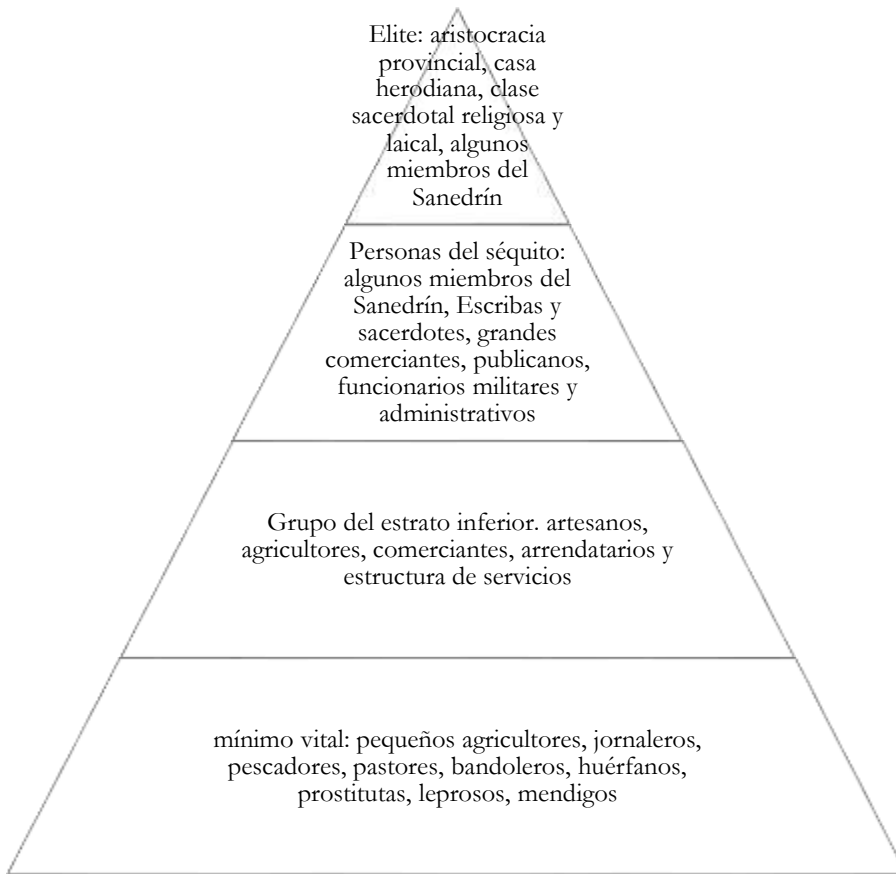 Elite: aristocracia
provincial, casa
herodiana, clase
sacerdotal religiosa y
laical, algunos
miembros del
Sanedrín
Personas del séquito:
algunos miembros del
Sanedrín, Escribas y
sacerdotes, grandes
comerciantes, publicanos,
funcionarios militares y
administrativos
Grupo del estrato inferior. artesanos,
agricultores, comerciantes, arrendatarios y
estructura de servicios
mínimo vital: pequeños agricultores, jornaleros,
pescadores, pastores, bandoleros, huérfanos,
prostitutas, leprosos, mendigos